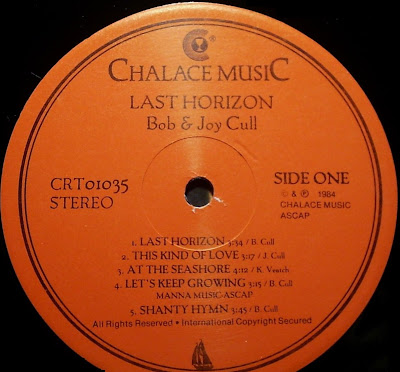 ®
CHALACE MUSIC
LAST HORIZON
Bob & Joy Cull
CRT01035
STEREO
SIDE ONE
© & ℗ 1984
CHALACE MUSIC
ASCAP
1. LAST HORIZON 3:34 / B. Cull
2. THIS KIND OF LOVE 3:17 / J. Cull
3. AT THE SEASHORE 4:12 / K. Veatch
4. LET'S KEEP GROWING 3:15 / B. Cull
MANNA MUSIC-ASCAP
5. SHANTY HYMN 3:45 / B. Cull
All Rights Reserved • International Copyright Secured